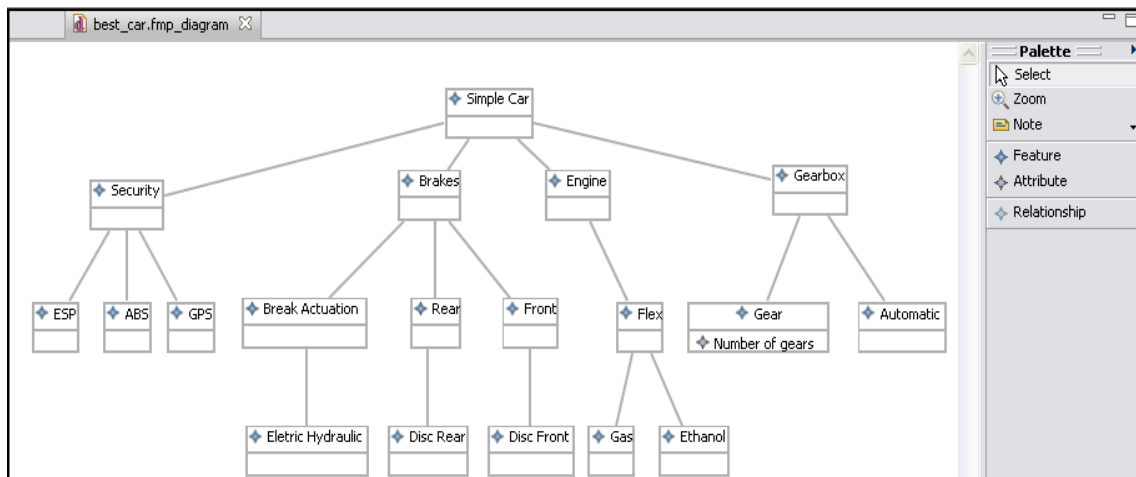 best_car.fmp_diagram
Palette
Select
Zoom
Note
Feature
Attribute
Relationship
Simple Car
Security
Brakes
Engine
Gearbox
ESP
ABS
GPS
Break Actuation
Rear
Front
Flex
Gear
Number of gears
Automatic
Eletric Hydraulic
Disc Rear
Disc Front
Gas
Ethanol